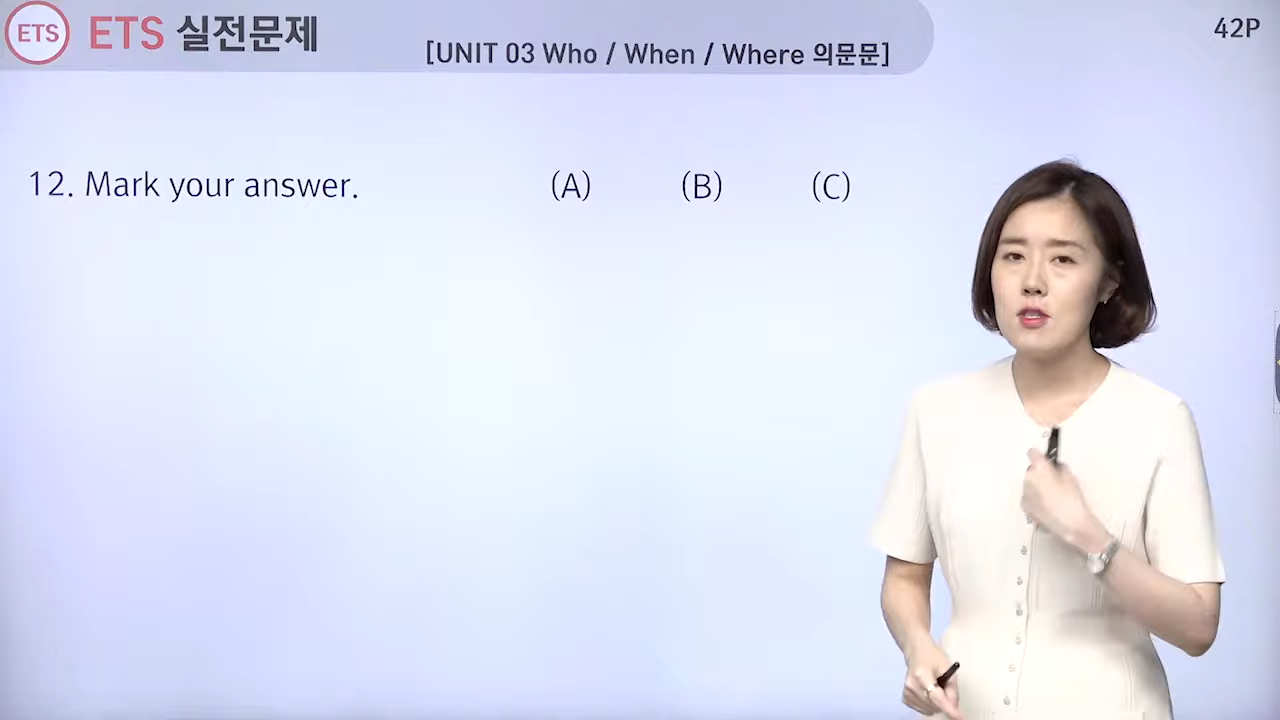 ETS ETS 실전문제
[UNIT 03 Who / When / Where 의문문]
42P
12. Mark your answer. (A) (B) (C)